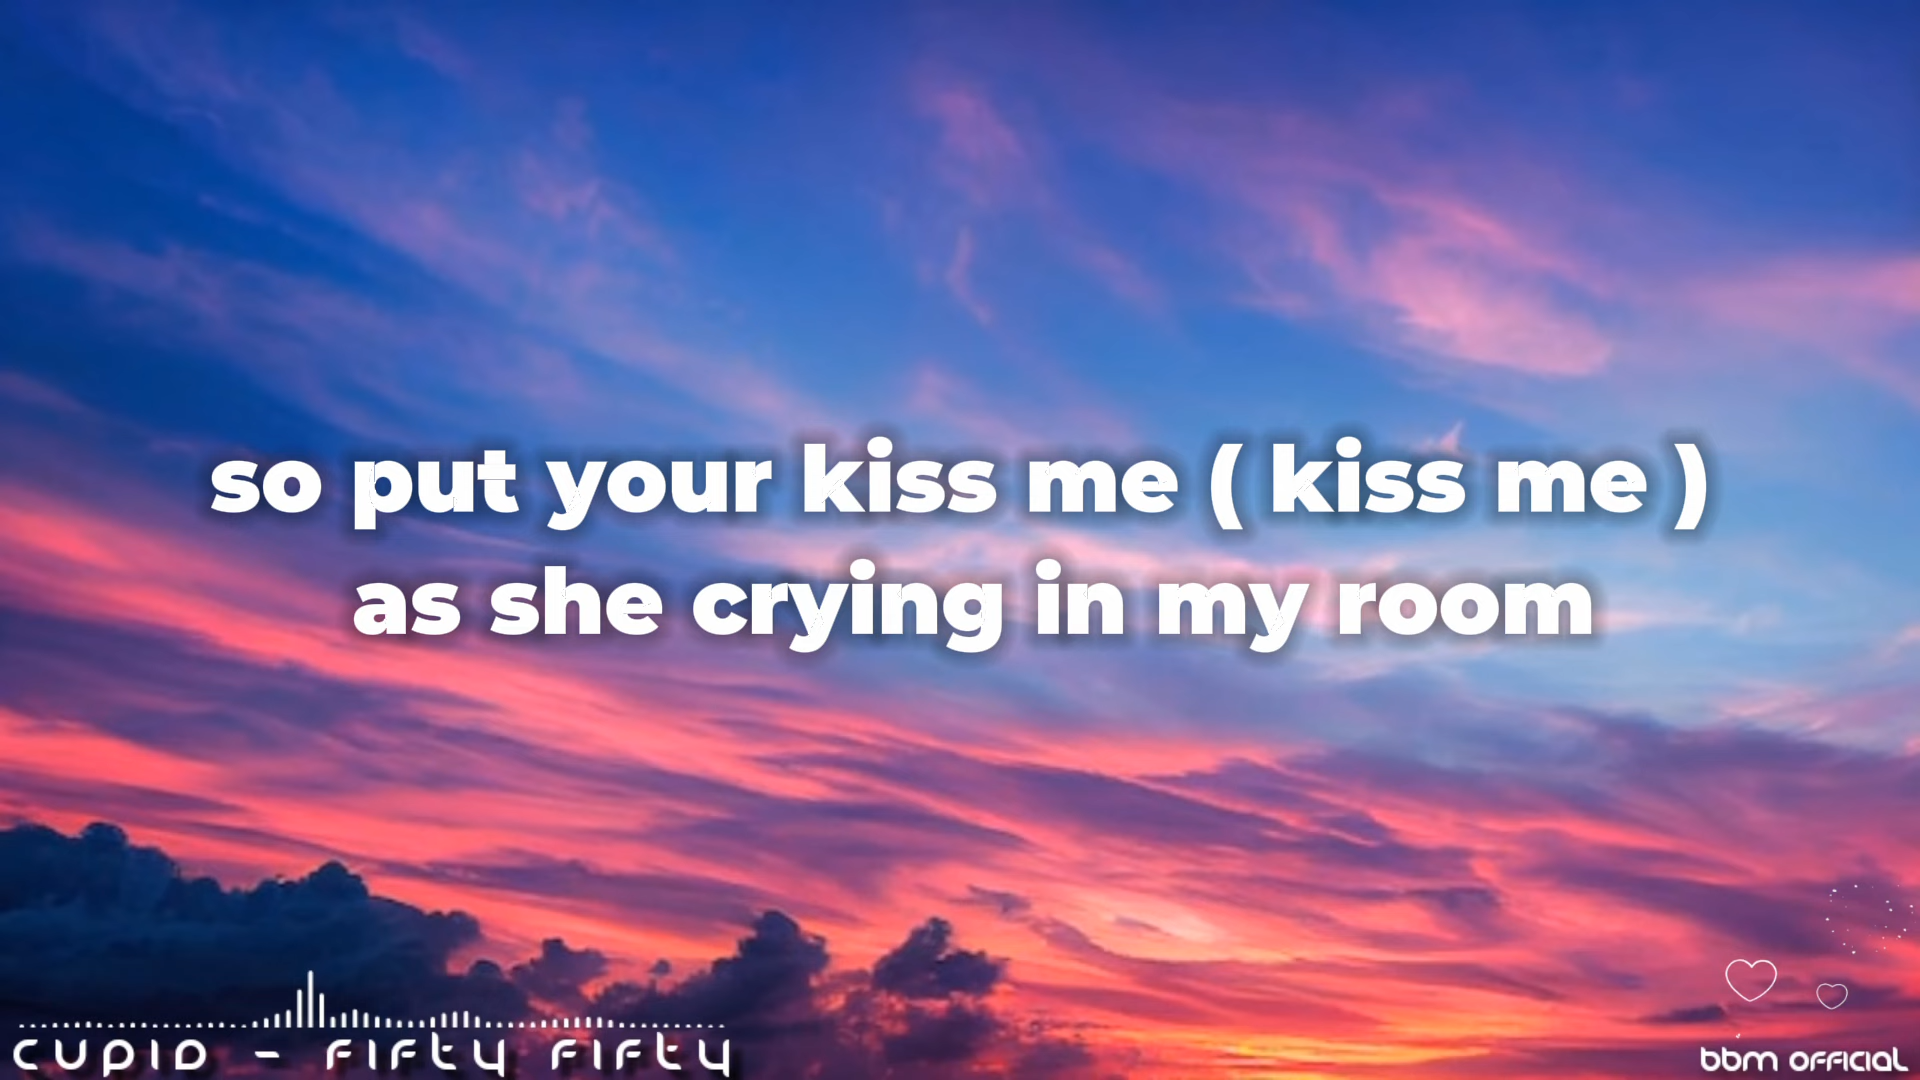 so put your kiss me ( kiss me )
as she crying in my room
CUPID - FIFTY FIFTY
BBM OFFICIAL